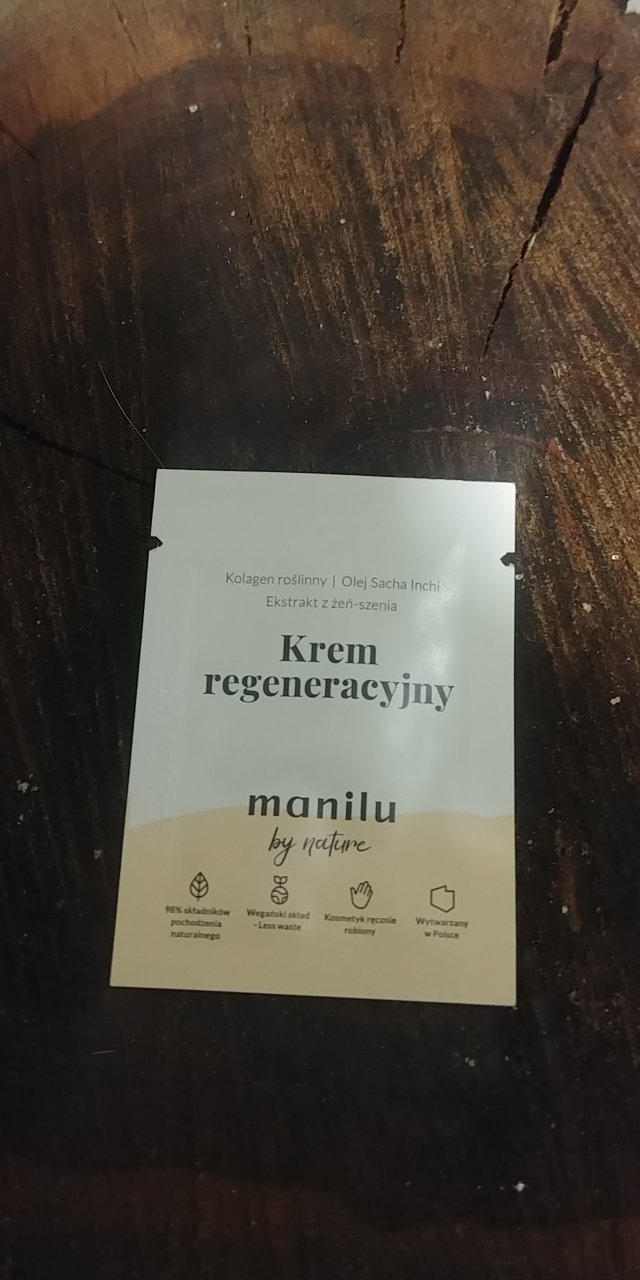 Kolagen roślinny | Olej Sacha Inchi
Ekstrakt z żeń-szenia
Krem
regeneracyjny
manilu
by nature
98% składników
pochodzenia
naturalnego
Wegański skład
- Less waste
Kosmetyk ręcznie
robiony
Wytwarzany
w Polsce